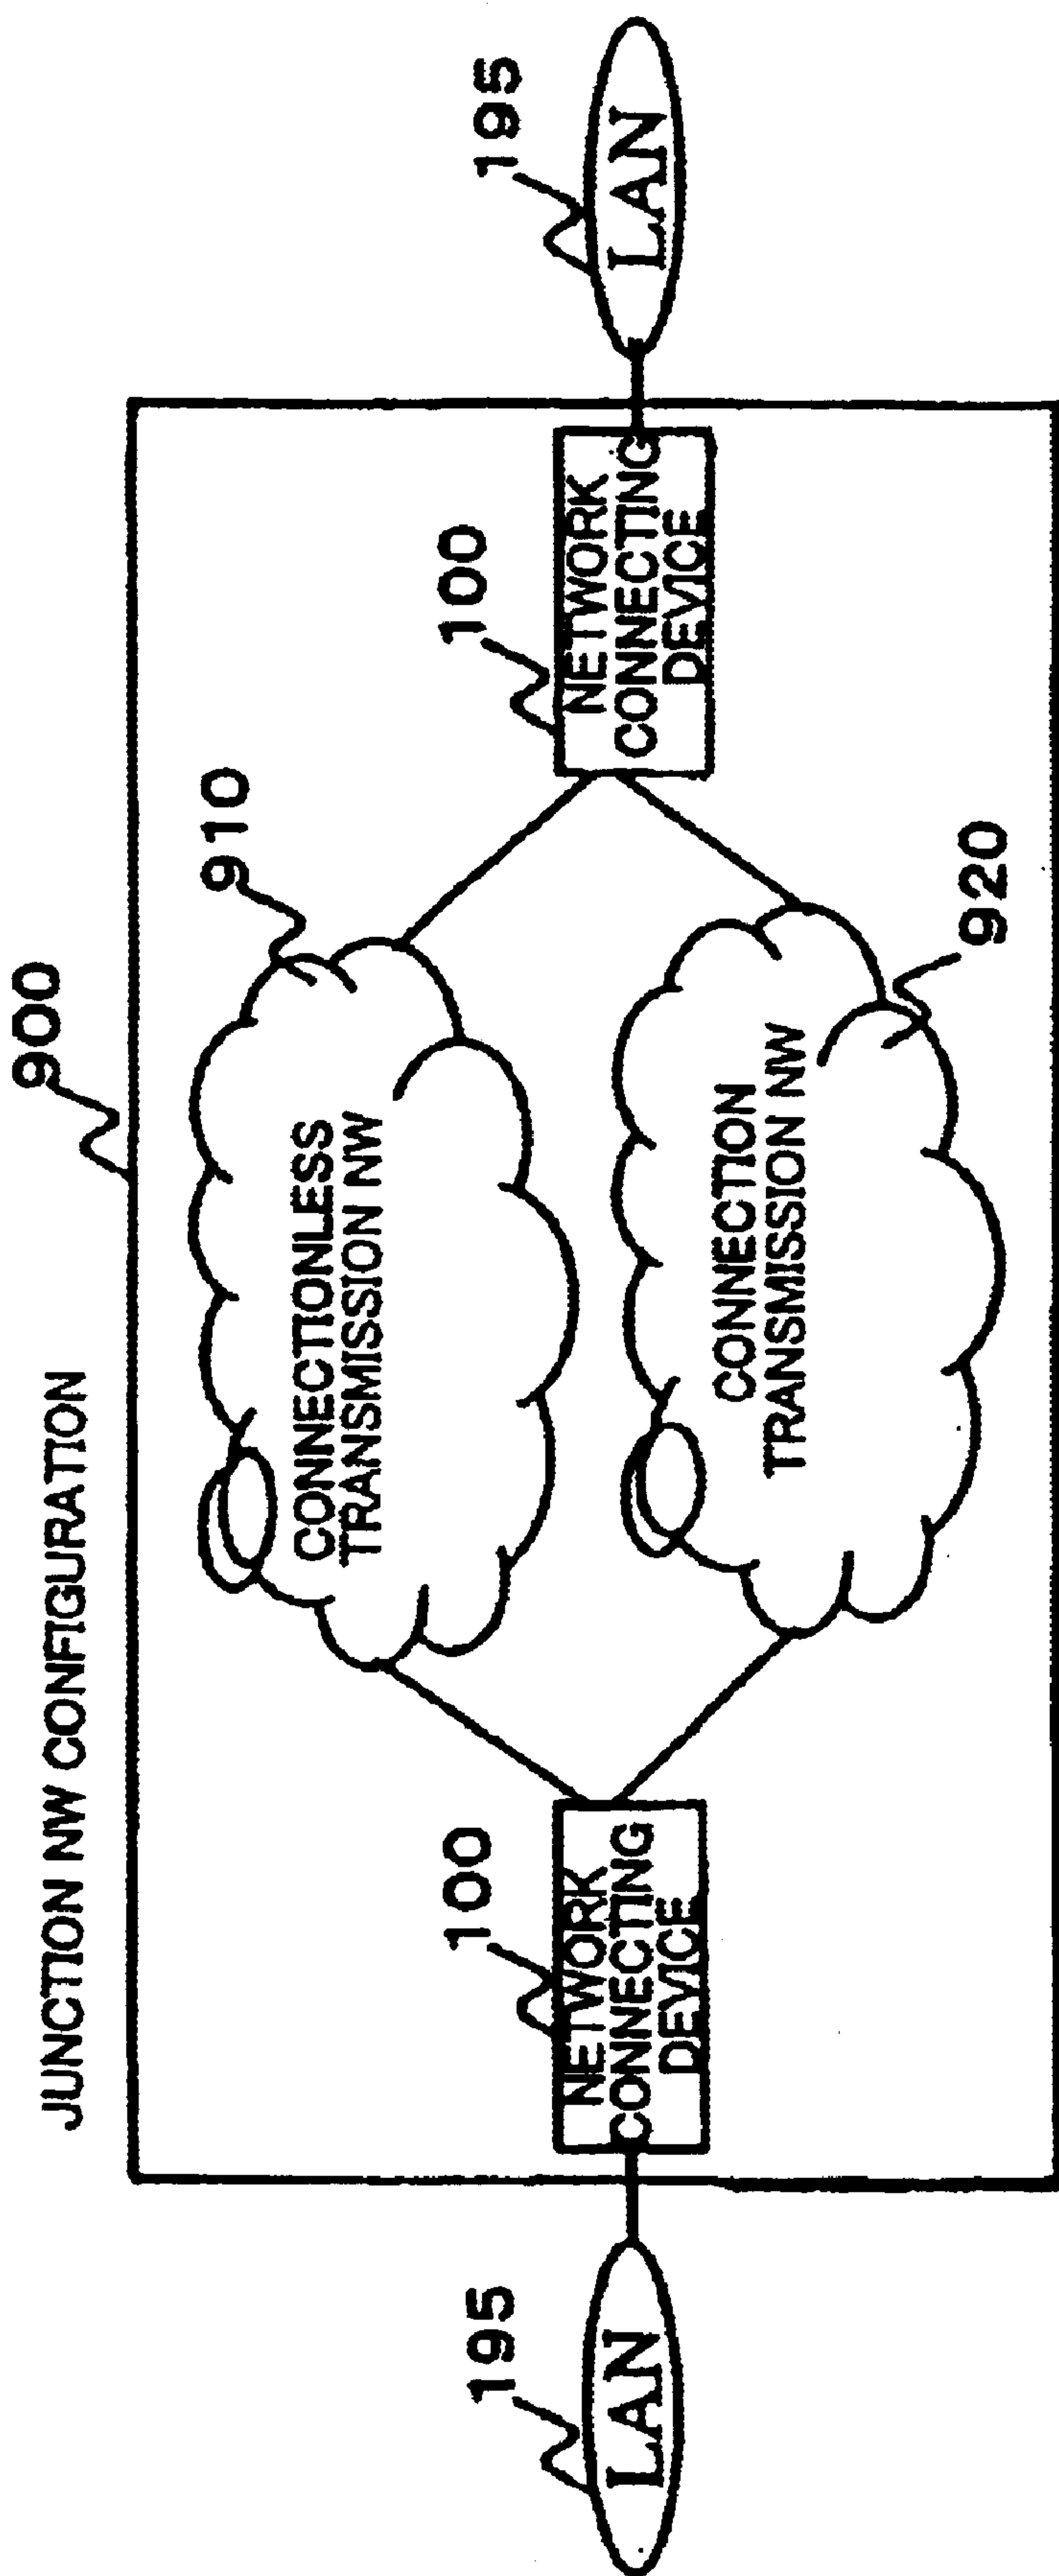 JUNCTION NW CONFIGURATION
900
910
CONNECTIONLESS
TRANSMISSION NW
195
LAN
100
NETWORK
CONNECTING
DEVICE
100
NETWORK
CONNECTING
DEVICE
195
LAN
CONNECTION
TRANSMISSION NW
920